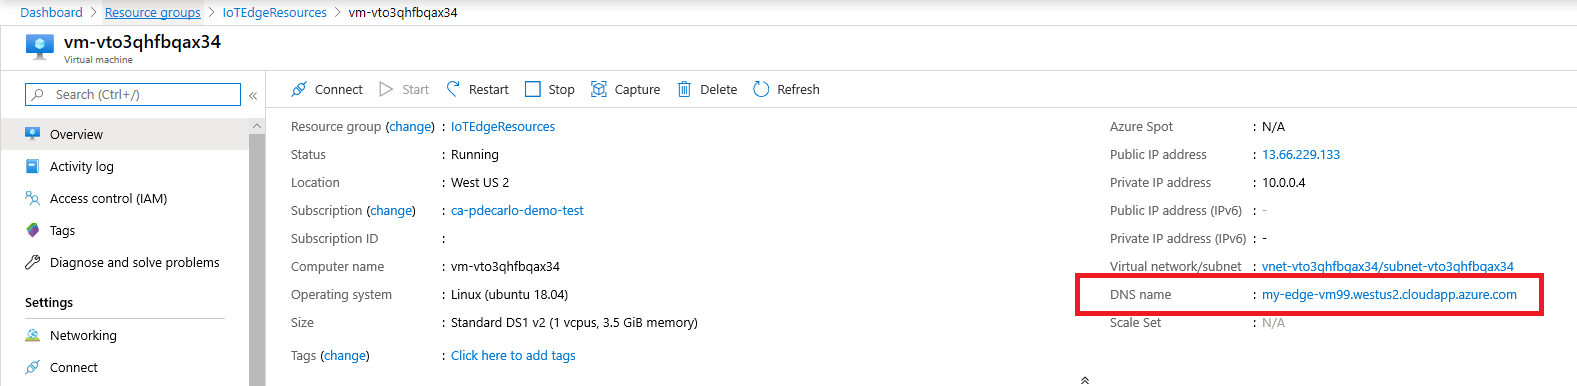 Dashboard > Resource groups > IoTEdgeResources > vm-vto3qhfbqax34
vm-vto3qhfbqax34
Virtual machine
Search (Ctrl+/)
«
Overview
Activity log
Access control (IAM)
Tags
Diagnose and solve problems
Settings
Networking
Connect
Connect Start Restart Stop Capture Delete Refresh
Resource group (change) : IoTEdgeResources
Status : Running
Location : West US 2
Subscription (change) : ca-pdecarlo-demo-test
Subscription ID :
Computer name : vm-vto3qhfbqax34
Operating system : Linux (ubuntu 18.04)
Size : Standard DS1 v2 (1 vcpus, 3.5 GiB memory)
Tags (change) : Click here to add tags
Azure Spot : N/A
Public IP address : 13.66.229.133
Private IP address : 10.0.0.4
Public IP address (IPv6) : -
Private IP address (IPv6) : -
Virtual network/subnet : vnet-vto3qhfbqax34/subnet-vto3qhfbqax34
DNS name : my-edge-vm99.westus2.cloudapp.azure.com
Scale Set : N/A